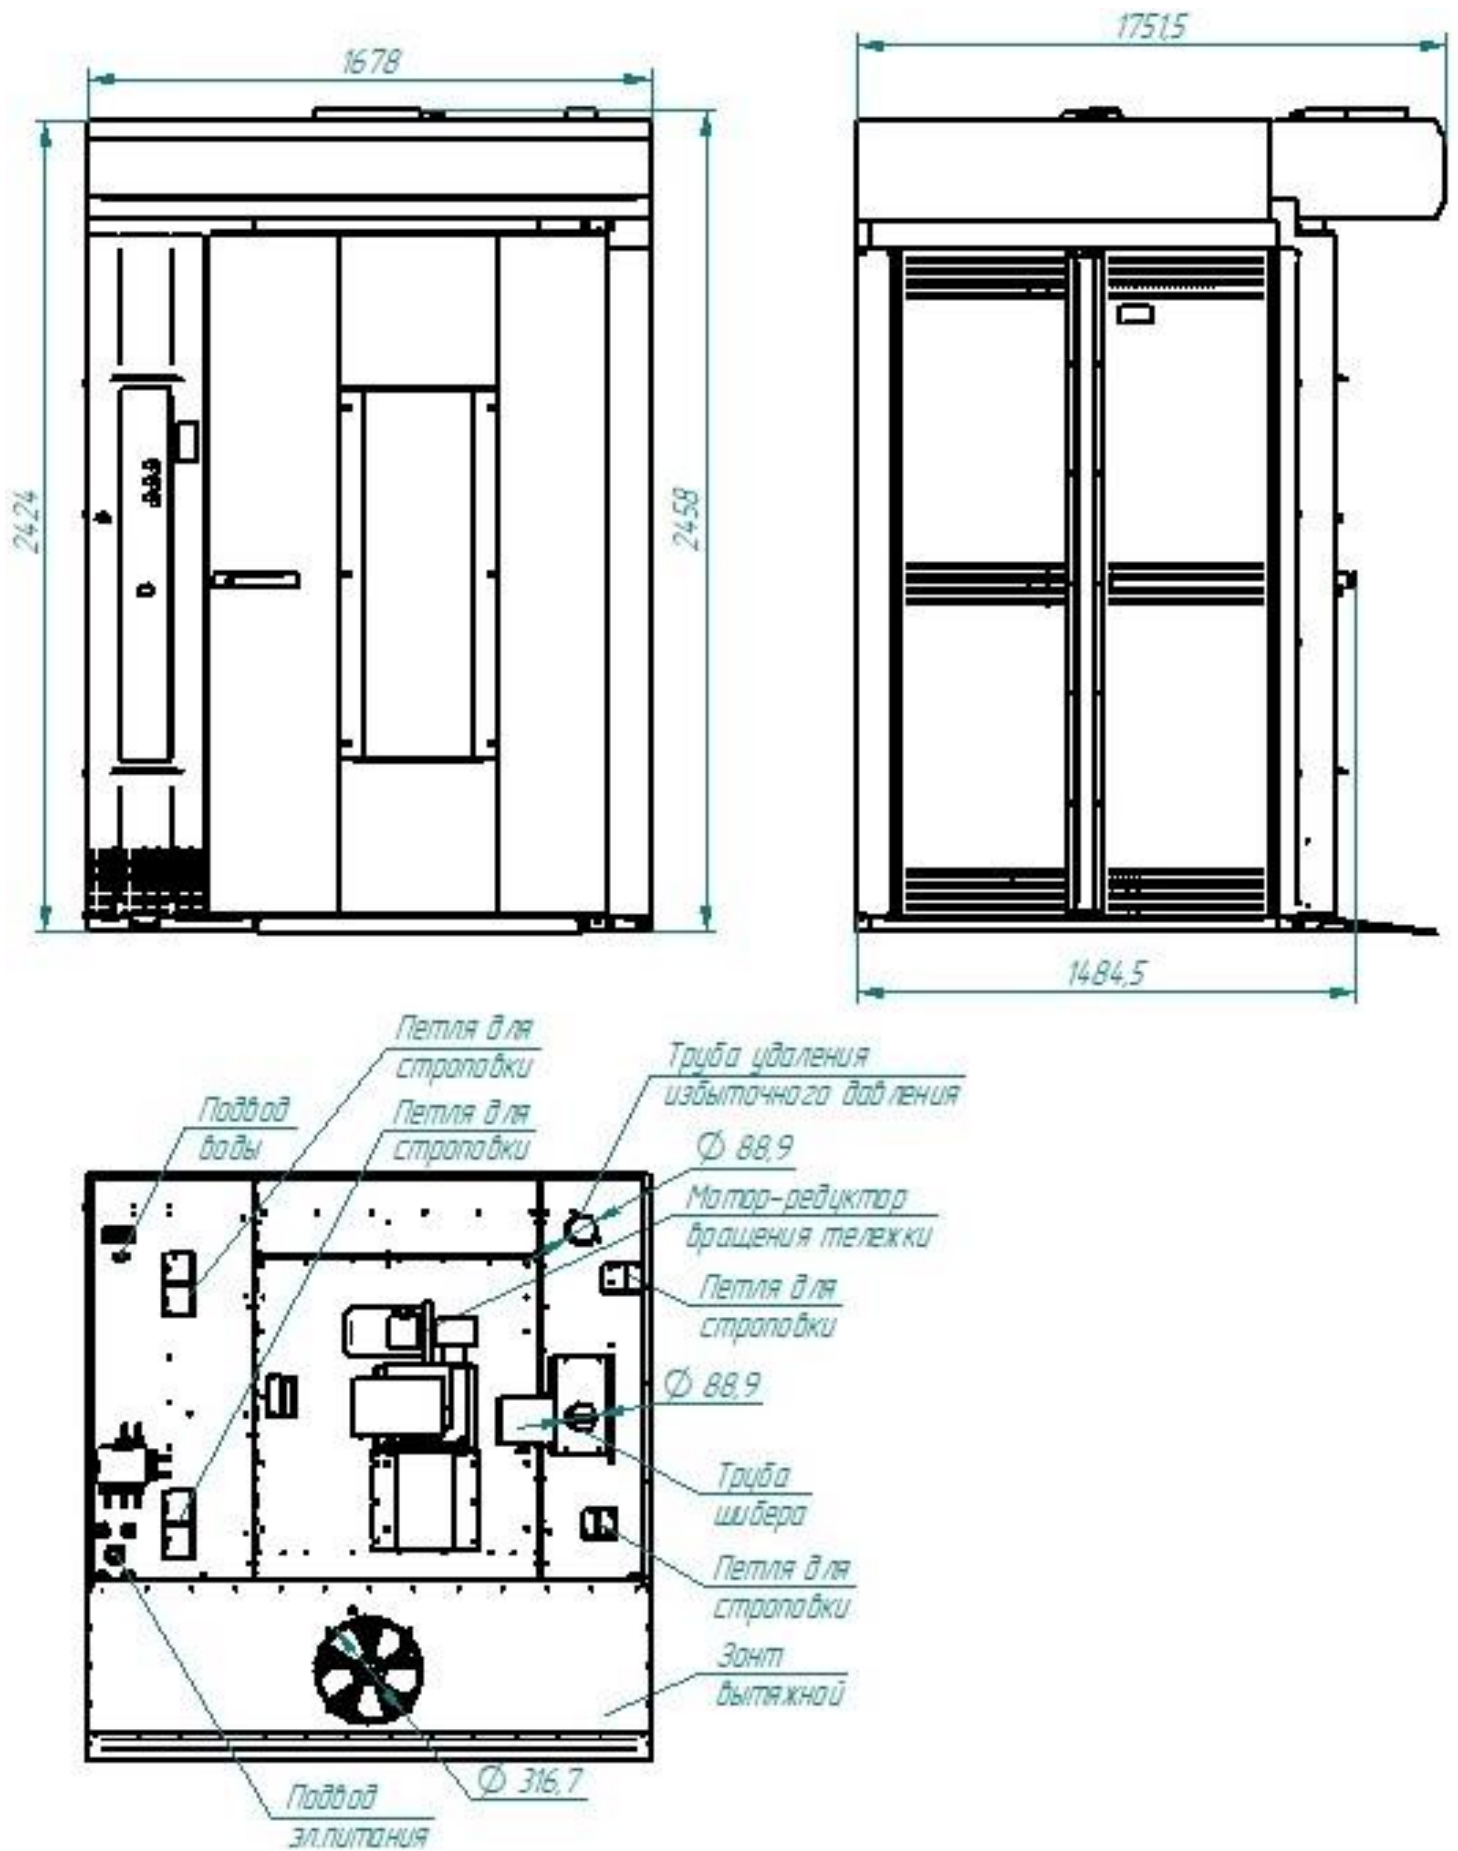 1678
1751,5
2424
2458
1484,5
Петля для
строповки
Труба удаления
избыточного давления
Подвод
воды
Петля для
строповки
Ø 88,9
Мотор-редуктор
вращения тележки
Петля для
строповки
Ø 88,9
Труба
шибера
Петля для
строповки
Зонт
вытяжной
Ø 316,7
Подвод
эл.питания